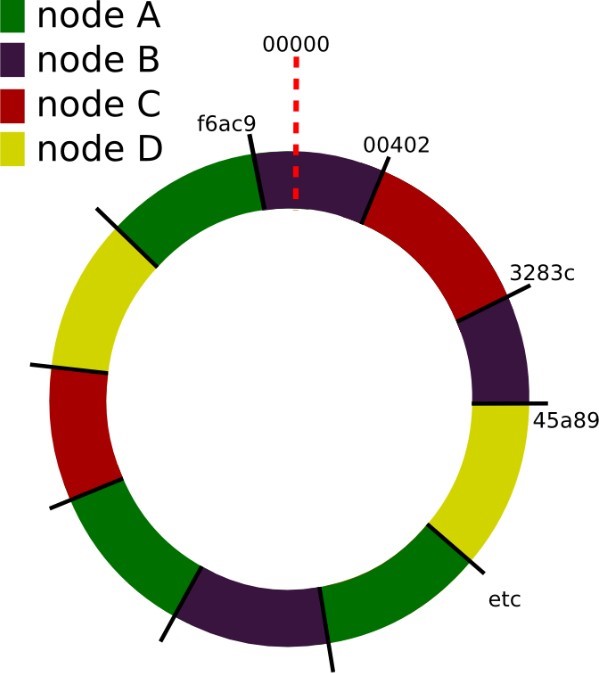 node A
node B
node C
node D
00000
f6ac9
00402
3283c
45a89
etc